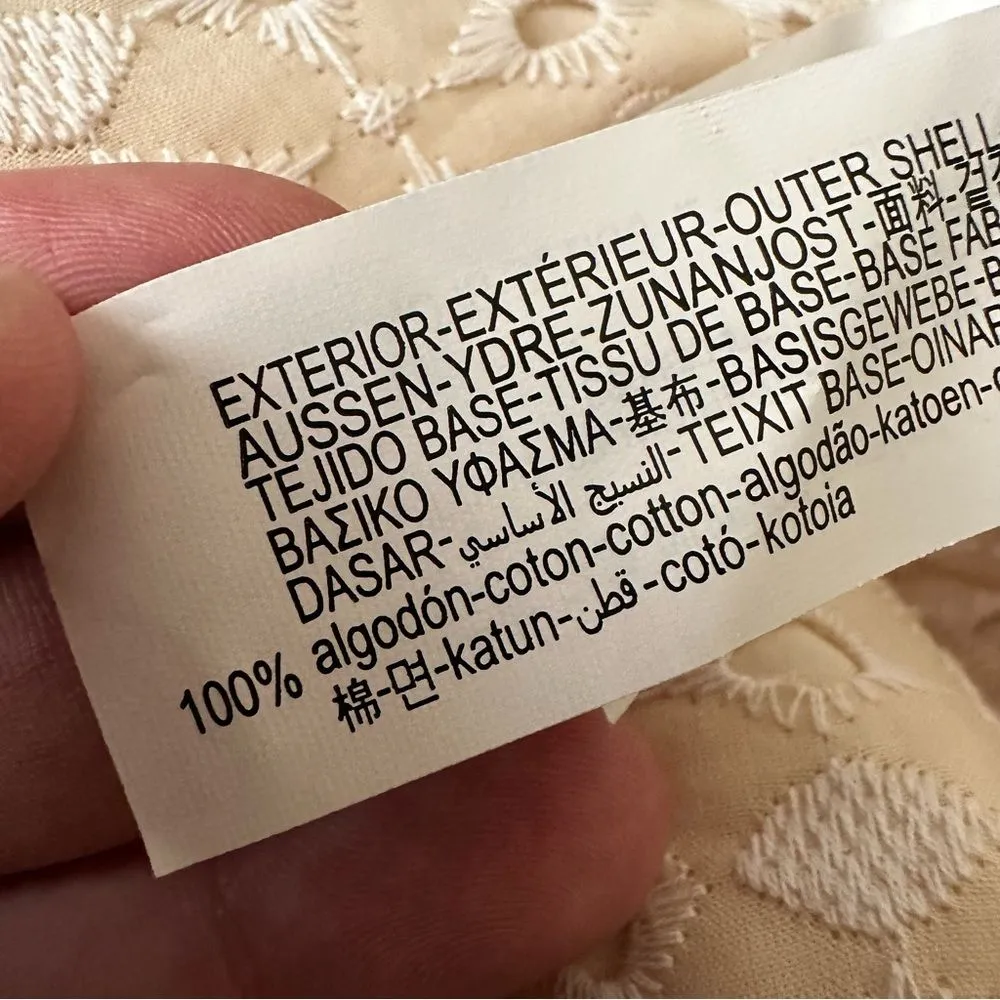 EXTERIOR-EXTÉRIEUR-OUTER SHELL
AUSSEN-YDRE-ZUNANJOST-面料-겉
TEJIDO BASE-TISSU DE BASE-BASE FAB
ΒΑΣΙΚΟ ΥΦΑΣΜΑ-基布-BASISGEWEBE-B
DASAR-النسيج الأساسي-TEIXIT BASE-OINAR
100% algodón-coton-cotton-algodão-katoen-
棉-면-katun-قطن-cotó-kotoia